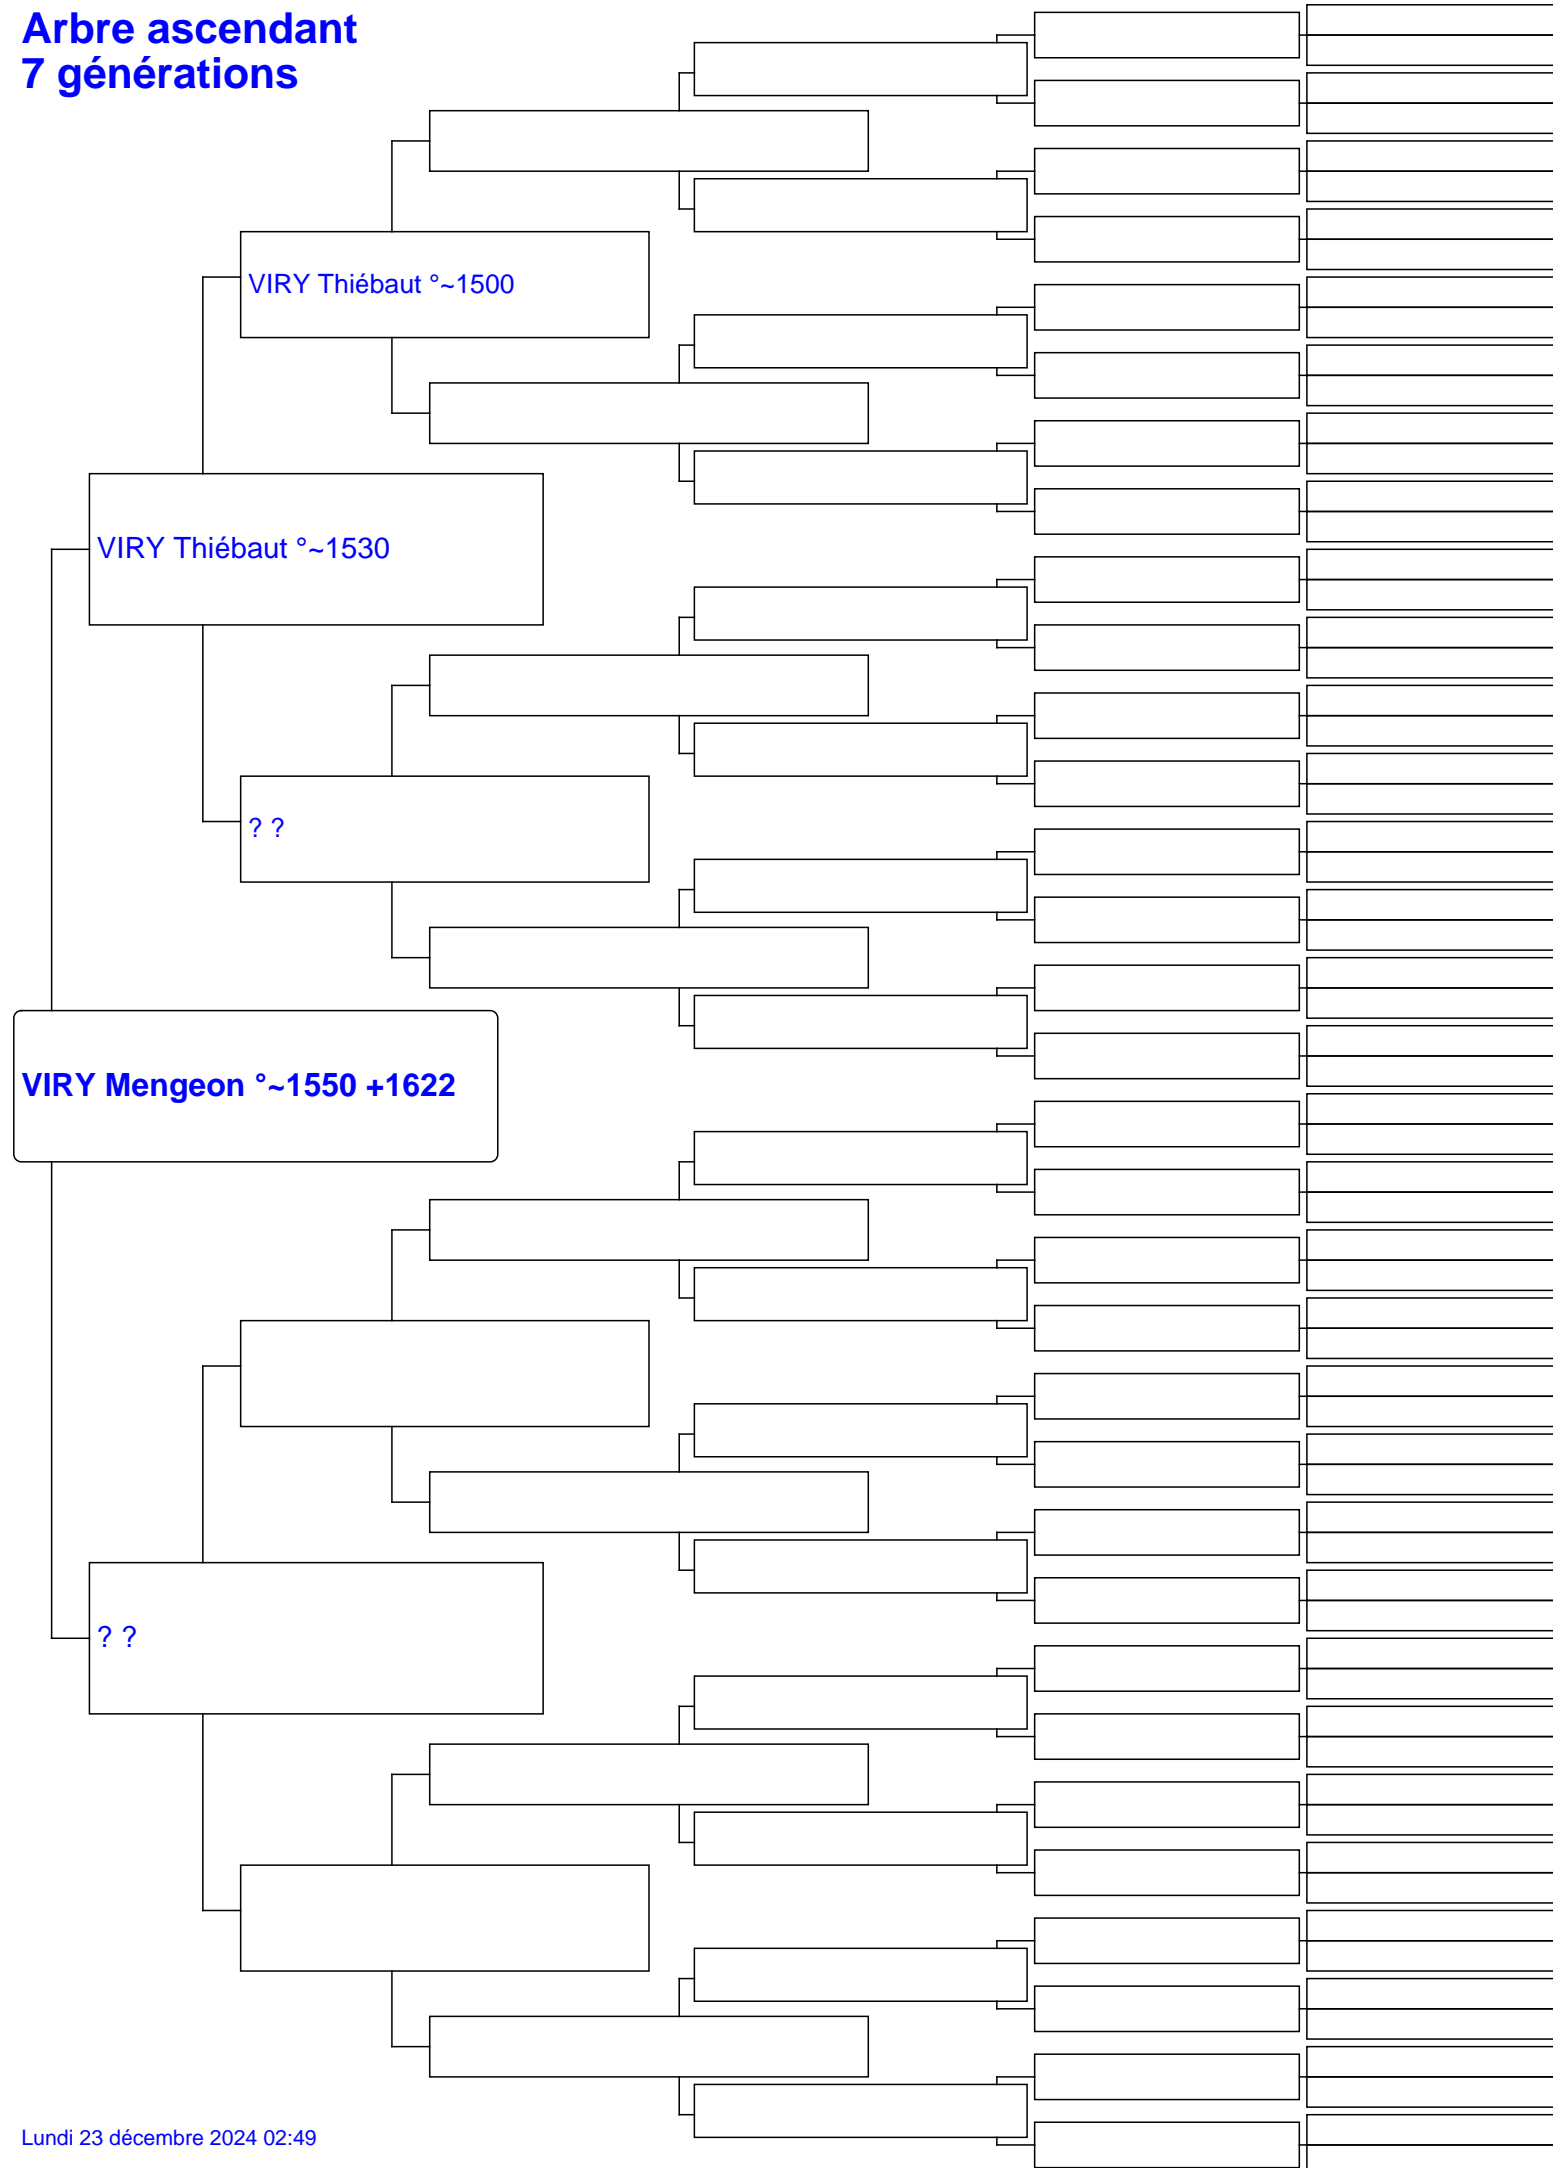 Arbre ascendant
7 générations
VIRY Thiébaut °~1500
VIRY Thiébaut °~1530
? ?
VIRY Mengeon °~1550 +1622
? ?
Lundi 23 décembre 2024 02:49